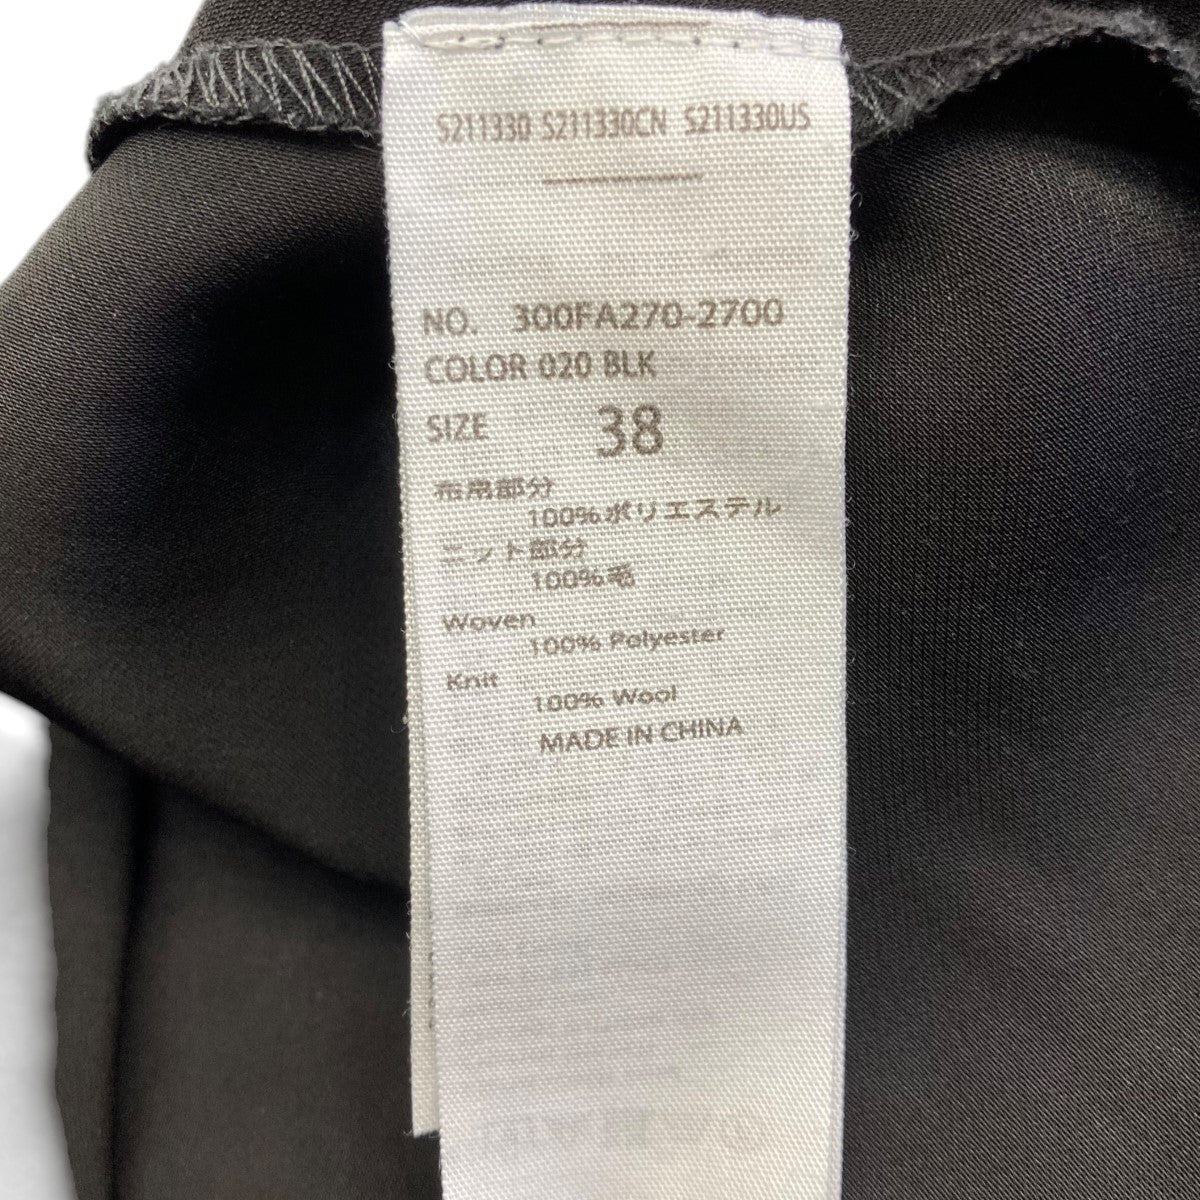 S211330 S211330CN S211330US
NO. 300FA270-2700
COLOR 020 BLK
SIZE 38
布帛部分
100%ポリエステル
ニット部分
100%毛
Woven
100% Polyester
Knit
100% Wool
MADE IN CHINA